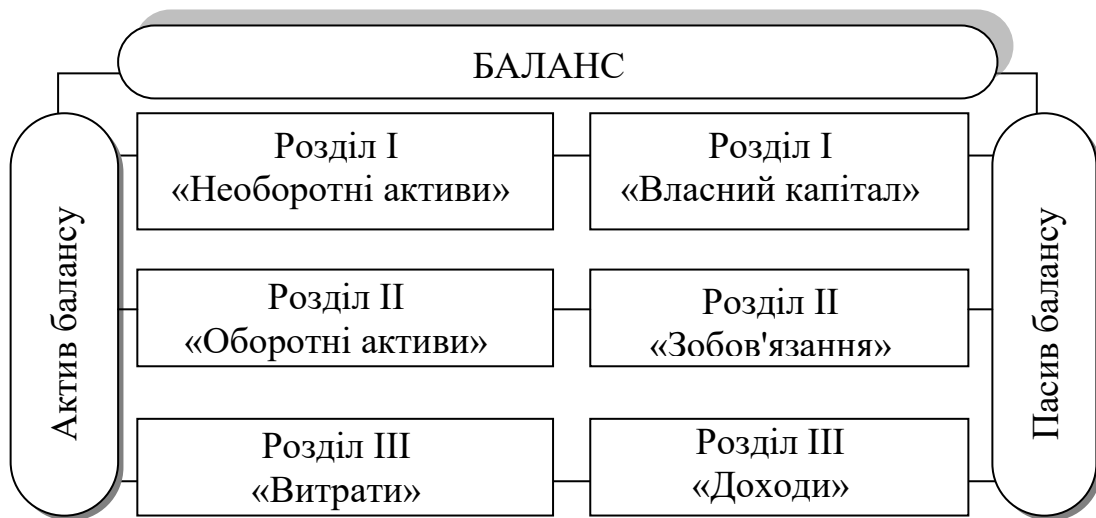 БАЛАНС
Актив балансу
Розділ I
«Необоротні активи»
Розділ I
«Власний капітал»
Розділ II
«Оборотні активи»
Розділ II
«Зобов'язання»
Розділ III
«Витрати»
Розділ III
«Доходи»
Пасив балансу